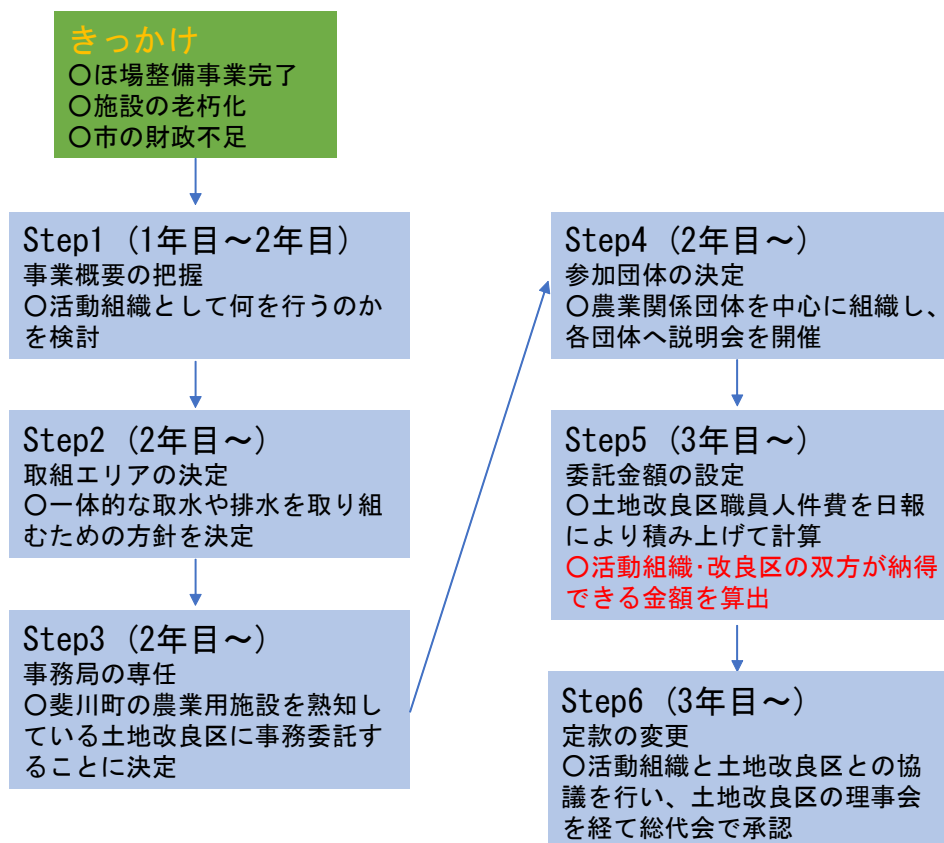 きっかけ
〇ほ場整備事業完了
〇施設の老朽化
〇市の財政不足
Step1（1年目～2年目）
事業概要の把握
〇活動組織として何を行うのか
を検討
Step2（2年目～）
取組エリアの決定
〇一体的な取水や排水を取り組
むための方針を決定
Step3（2年目～）
事務局の専任
〇斐川町の農業用施設を熟知し
ている土地改良区に事務委託す
ることに決定
Step4（2年目～）
参加団体の決定
〇農業関係団体を中心に組織し、
各団体へ説明会を開催
Step5（3年目～）
委託金額の設定
〇土地改良区職員人件費を日報
により積み上げて計算
〇活動組織･改良区の双方が納得
できる金額を算出
Step6（3年目～）
定款の変更
〇活動組織と土地改良区との協
議を行い、土地改良区の理事会
を経て総代会で承認